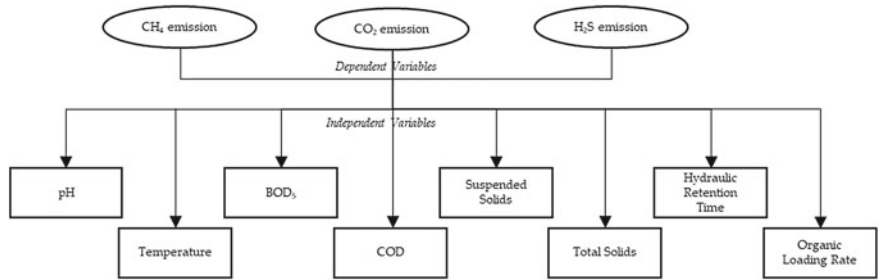 CH₄ emission
CO₂ emission
H₂S emission
Dependent Variables
Independent Variables
pH
BOD₅
Suspended
Solids
Hydraulic
Retention
Time
Temperature
COD
Total Solids
Organic
Loading Rate